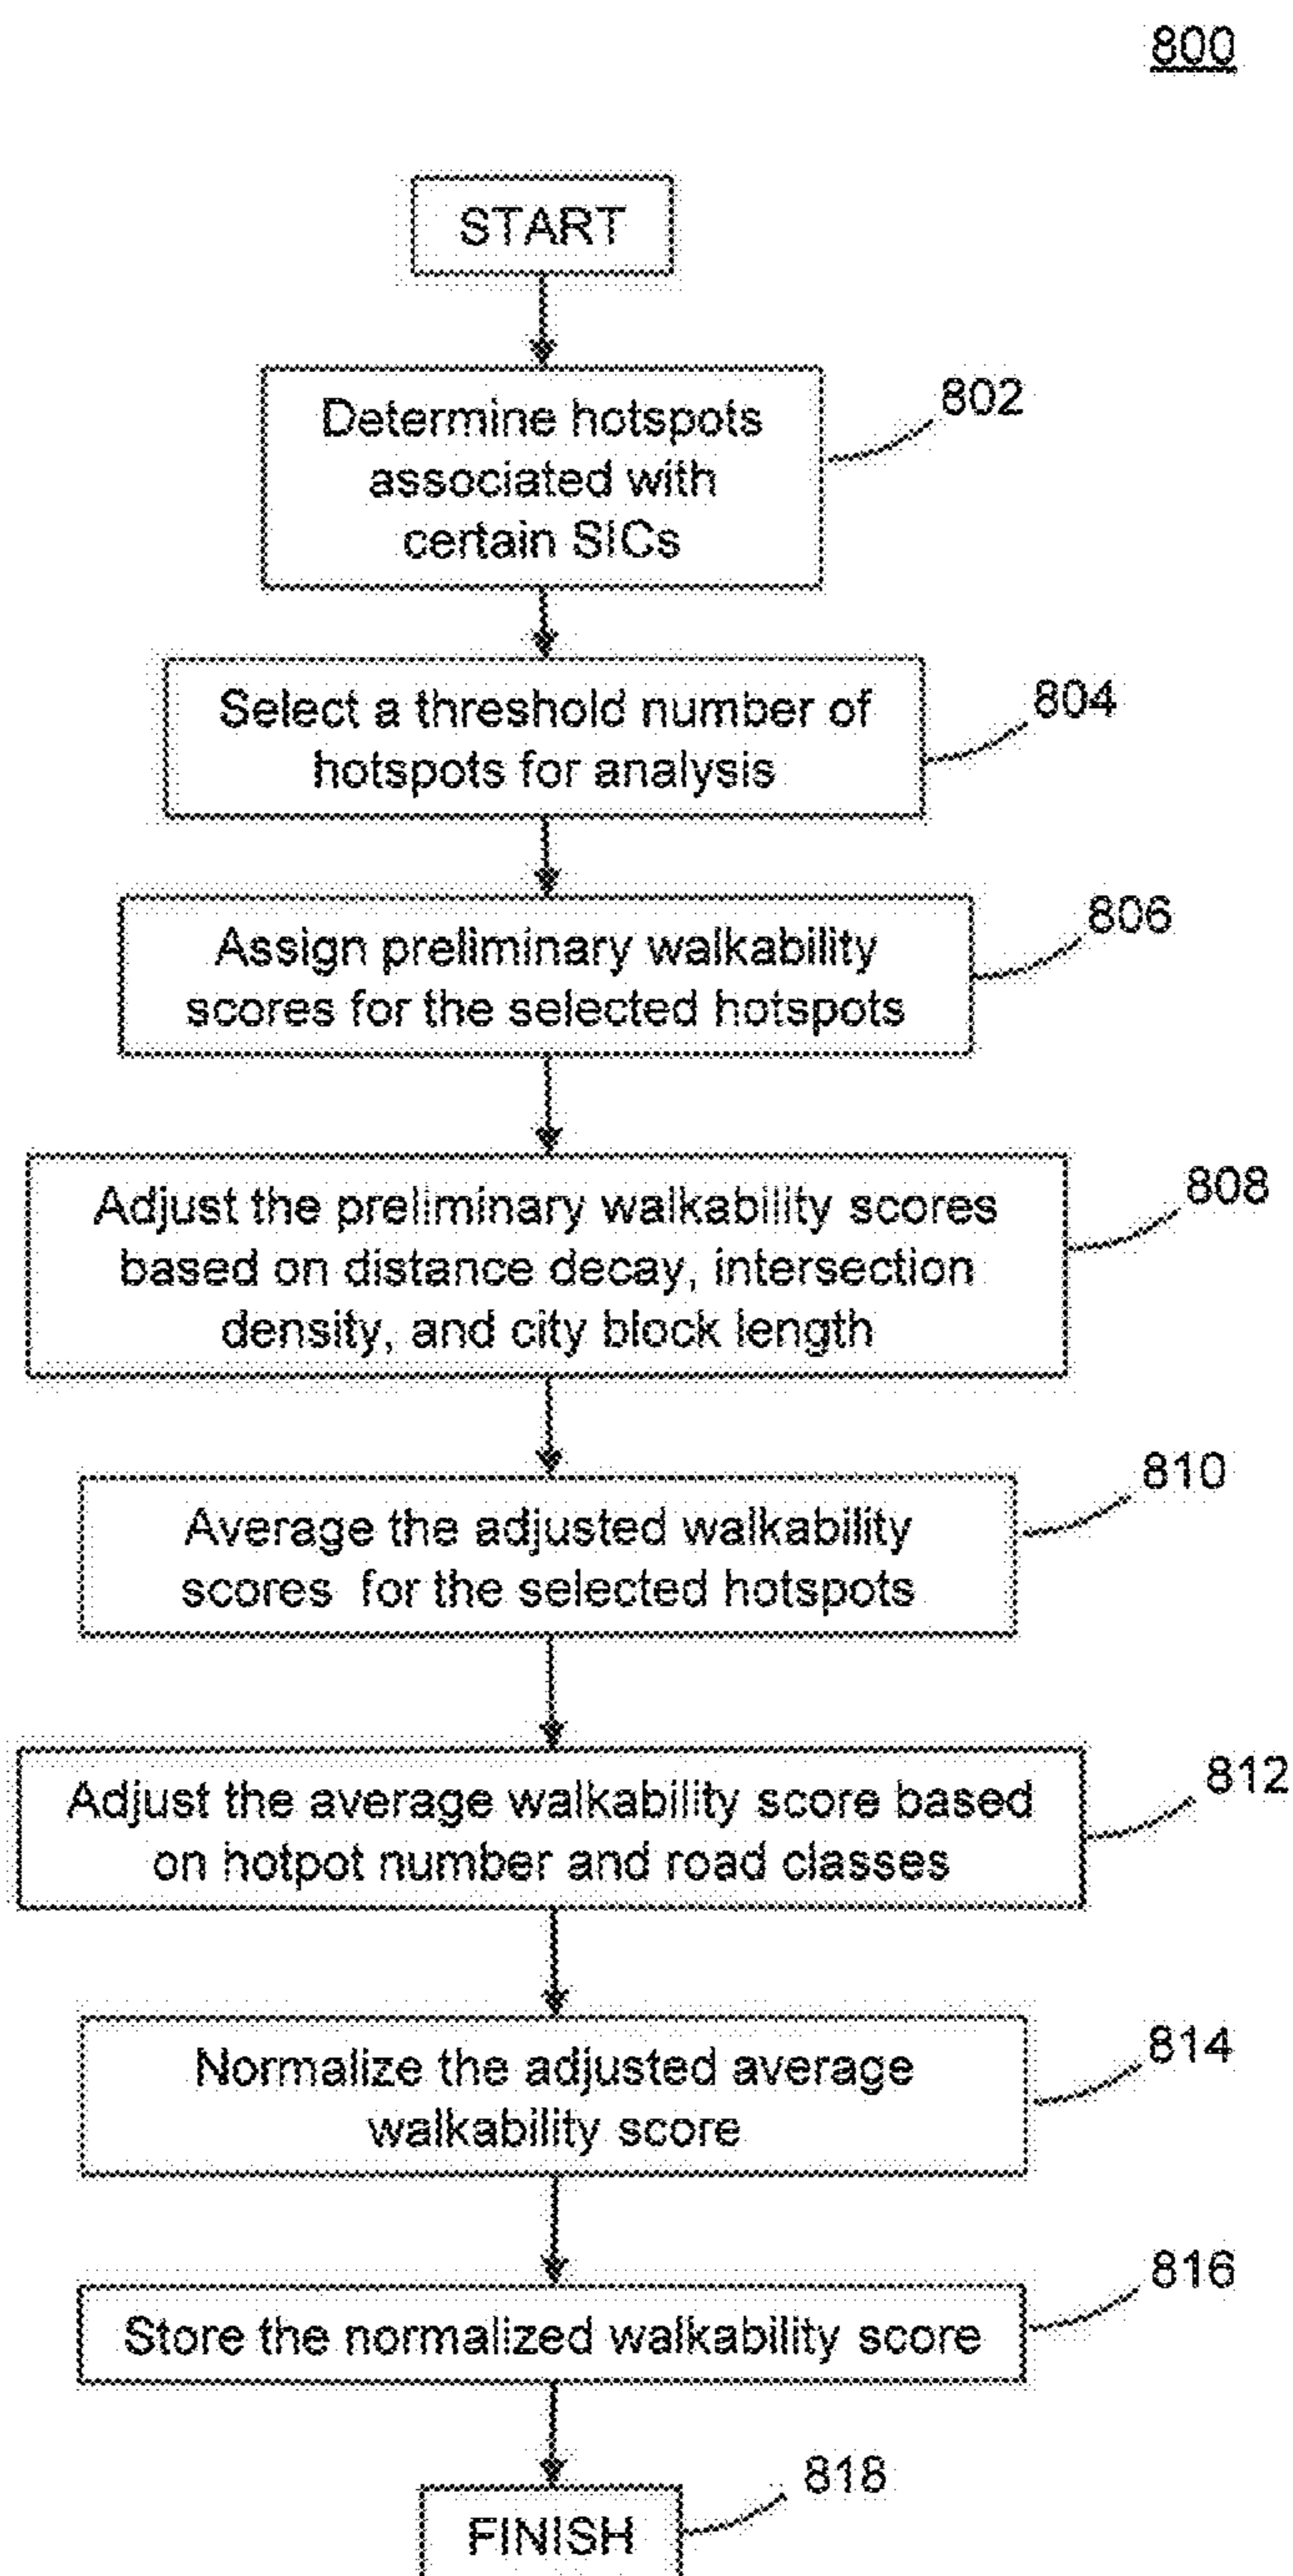 800
START
Determine hotspots
associated with
certain SICs
802
Select a threshold number of
hotspots for analysis
804
Assign preliminary walkability
scores for the selected hotspots
806
Adjust the preliminary walkability scores
based on distance decay, intersection
density, and city block length
808
Average the adjusted walkability
scores for the selected hotspots
810
Adjust the average walkability score based
on hotpot number and road classes
812
Normalize the adjusted average
walkability score
814
Store the normalized walkability score
816
FINISH
818